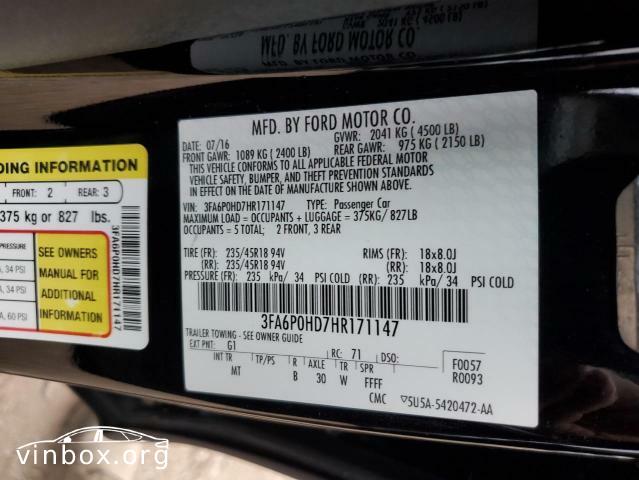 MFD. BY FORD MOTOR CO.
07/16 GVWR: 2041 KG ( 4500 LB)
FRONT GAWR: 1089 KG ( 2400 LB) REAR GAWR: 975 KG ( 2150 LB)
THIS VEHICLE CONFORMS TO ALL APPLICABLE FEDERAL MOTOR
VEHICLE SAFETY, BUMPER, AND THEFT PREVENTION STANDARDS
IN EFFECT ON THE DATE OF MANUFACTURE SHOWN ABOVE.
VIN: 3FA6P0HD7HR171147 TYPE: Passenger Car
MAXIMUM LOAD = OCCUPANTS + LUGGAGE = 375KG/ 827LB
OCCUPANTS = 5 TOTAL: 2 FRONT, 3 REAR
TIRE (FR): 235/45R18 94V RIMS (FR): 18x8.0J
(RR): 235/45R18 94V (RR): 18x8.0J
PRESSURE (FR): 235 kPa/ 34 PSI COLD (RR): 235 kPa/ 34 PSI COLD
3FA6P0HD7HR171147
TRAILER TOWING - SEE OWNER GUIDE
EXT PNT: G1 RC: 71 DSO: F0057
INT TR TP/PS R AXLE TR SPR R0093
MT B 30 W FFFF
CMC 5U5A-5420472-AA
DING INFORMATION
FRONT: 2 REAR: 3
375 kg or 827 lbs.
PRESSURE
SEE OWNERS
A, 34 PSI
MANUAL FOR
A, 34 PSI
ADDITIONAL
INFORMATION
A, 60 PSI
3FA6P0HD7HR171147
BY FORD MOTOR CO.
vinbox.org